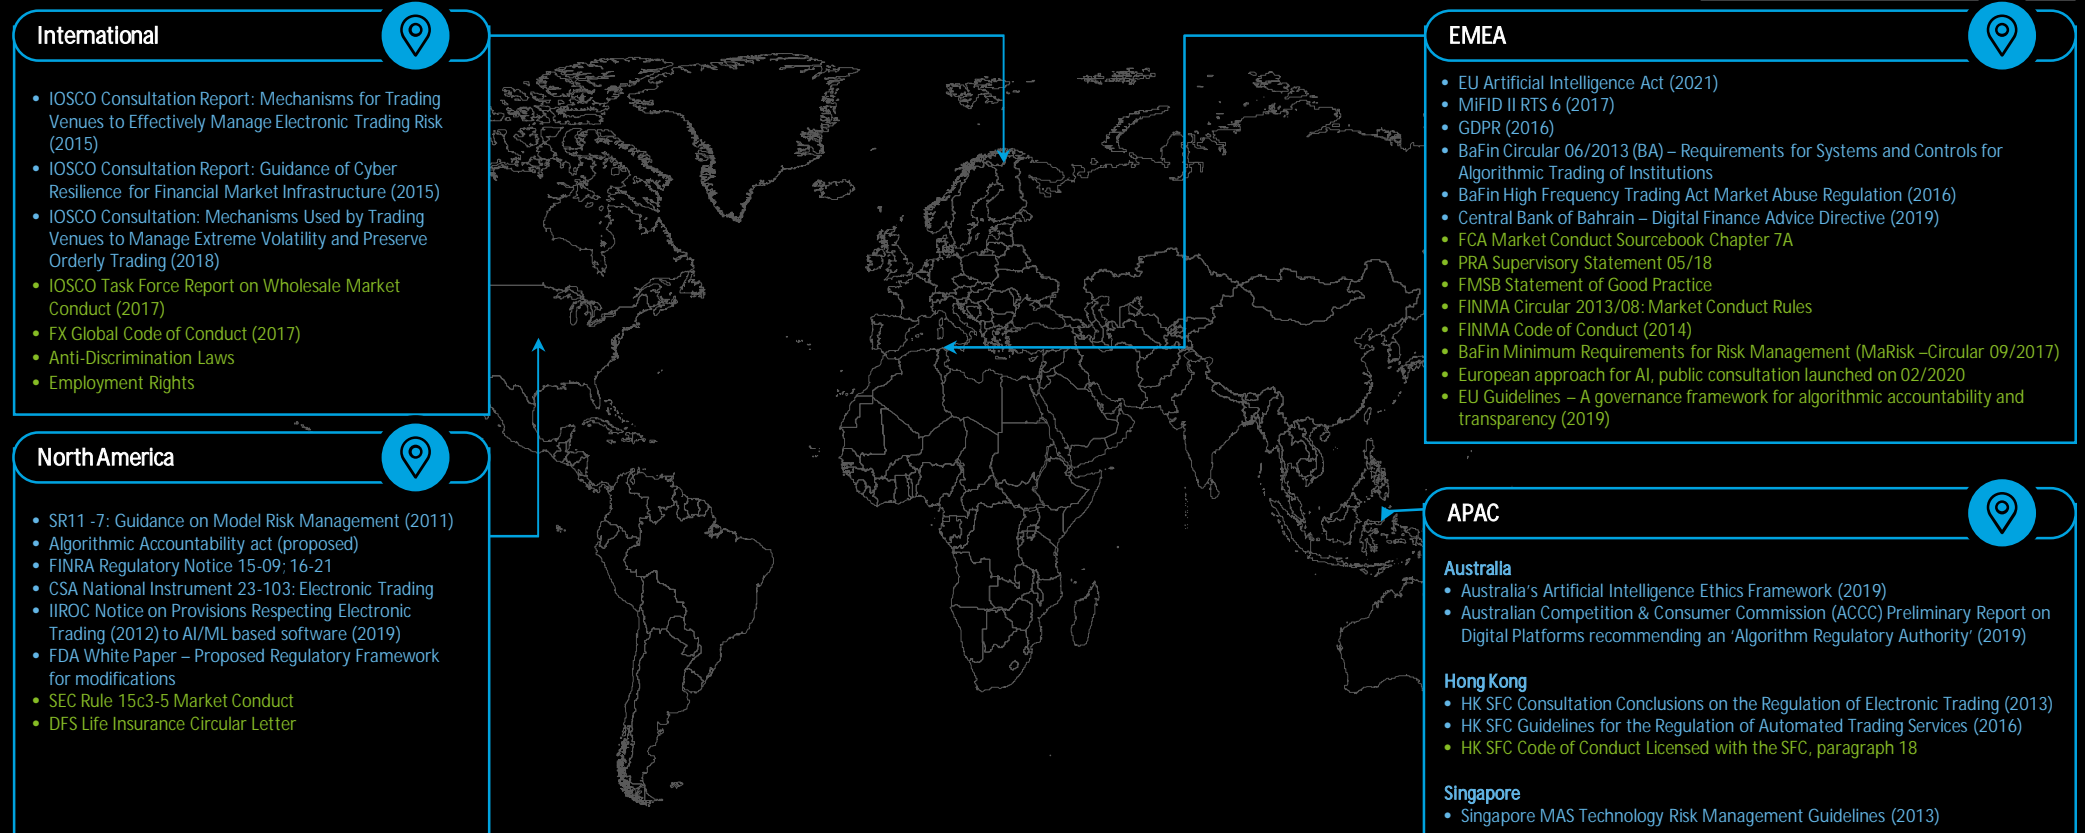 International
• IOSCO Consultation Report: Mechanisms for Trading
Venues to Effectively Manage Electronic Trading Risk
(2015)
• IOSCO Consultation Report: Guidance of Cyber
Resilience for Financial Market Infrastructure (2015)
• IOSCO Consultation: Mechanisms Used by Trading
Venues to Manage Extreme Volatility and Preserve
Orderly Trading (2018)
• IOSCO Task Force Report on Wholesale Market
Conduct (2017)
• FX Global Code of Conduct (2017)
• Anti-Discrimination Laws
• Employment Rights
North America
• SR11 -7: Guidance on Model Risk Management (2011)
• Algorithmic Accountability act (proposed)
• FINRA Regulatory Notice 15-09; 16-21
• CSA National Instrument 23-103: Electronic Trading
• IIROC Notice on Provisions Respecting Electronic
Trading (2012) to AI/ML based software (2019)
• FDA White Paper – Proposed Regulatory Framework
for modifications
• SEC Rule 15c3-5 Market Conduct
• DFS Life Insurance Circular Letter
EMEA
• EU Artificial Intelligence Act (2021)
• MiFID II RTS 6 (2017)
• GDPR (2016)
• BaFin Circular 06/2013 (BA) – Requirements for Systems and Controls for
Algorithmic Trading of Institutions
• BaFin High Frequency Trading Act Market Abuse Regulation (2016)
• Central Bank of Bahrain – Digital Finance Advice Directive (2019)
• FCA Market Conduct Sourcebook Chapter 7A
• PRA Supervisory Statement 05/18
• FMSB Statement of Good Practice
• FINMA Circular 2013/08: Market Conduct Rules
• FINMA Code of Conduct (2014)
• BaFin Minimum Requirements for Risk Management (MaRisk –Circular 09/2017)
• European approach for AI, public consultation launched on 02/2020
• EU Guidelines – A governance framework for algorithmic accountability and
transparency (2019)
APAC
Australia
• Australia's Artificial Intelligence Ethics Framework (2019)
• Australian Competition & Consumer Commission (ACCC) Preliminary Report on
Digital Platforms recommending an 'Algorithm Regulatory Authority' (2019)
Hong Kong
• HK SFC Consultation Conclusions on the Regulation of Electronic Trading (2013)
• HK SFC Guidelines for the Regulation of Automated Trading Services (2016)
• HK SFC Code of Conduct Licensed with the SFC, paragraph 18
Singapore
• Singapore MAS Technology Risk Management Guidelines (2013)